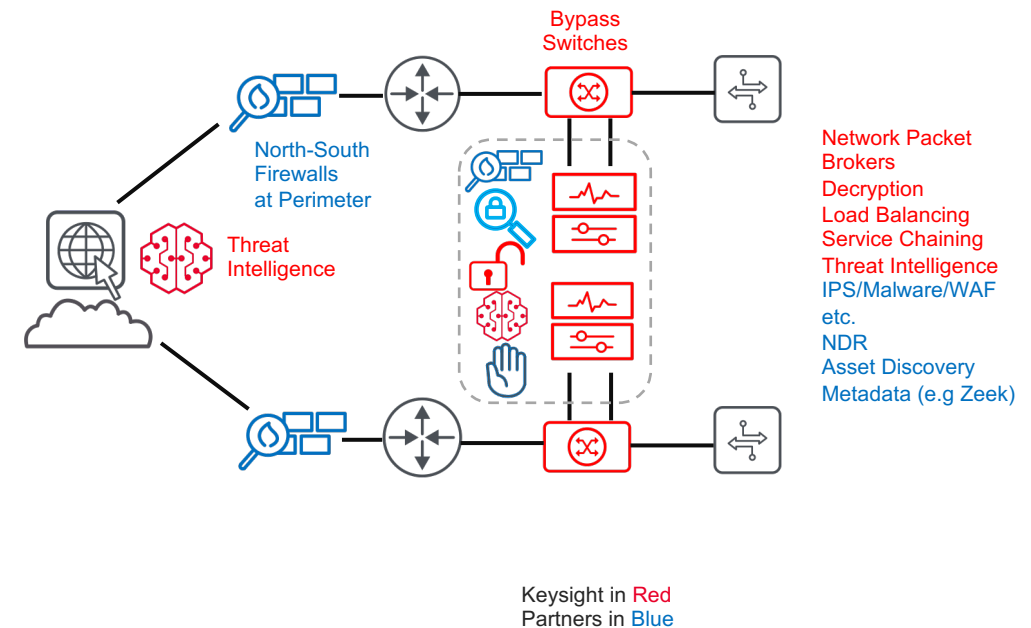 Bypass
Switches
North-South
Firewalls
at Perimeter
Threat
Intelligence
Network Packet
Brokers
Decryption
Load Balancing
Service Chaining
Threat Intelligence
IPS/Malware/WAF
etc.
NDR
Asset Discovery
Metadata (e.g Zeek)
Keysight in Red
Partners in Blue